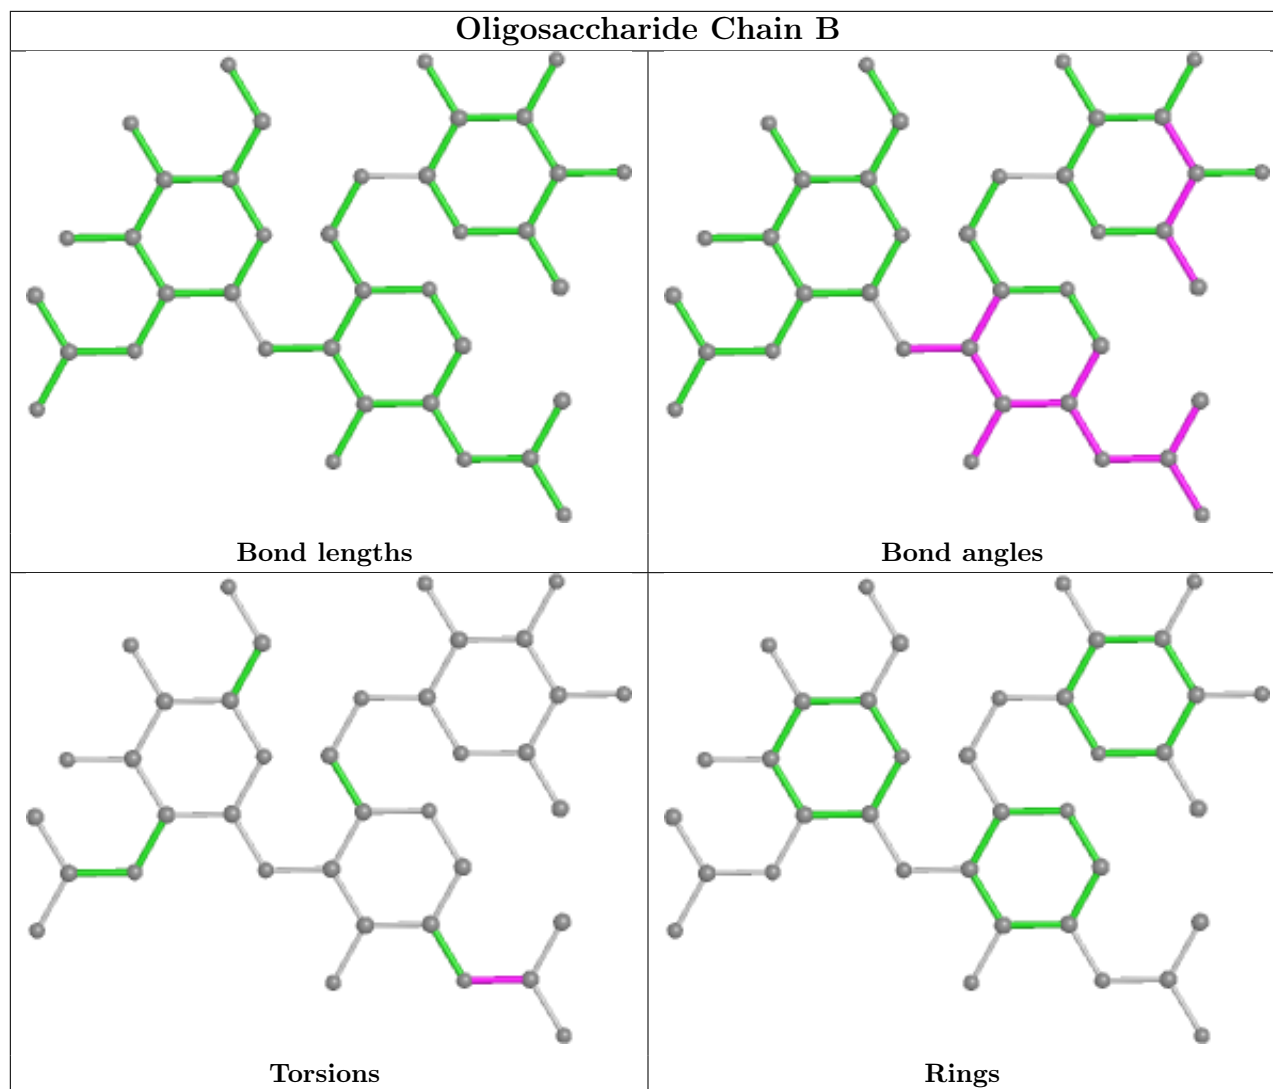 Oligosaccharide Chain B
Bond lengths
Bond angles
Torsions
Rings